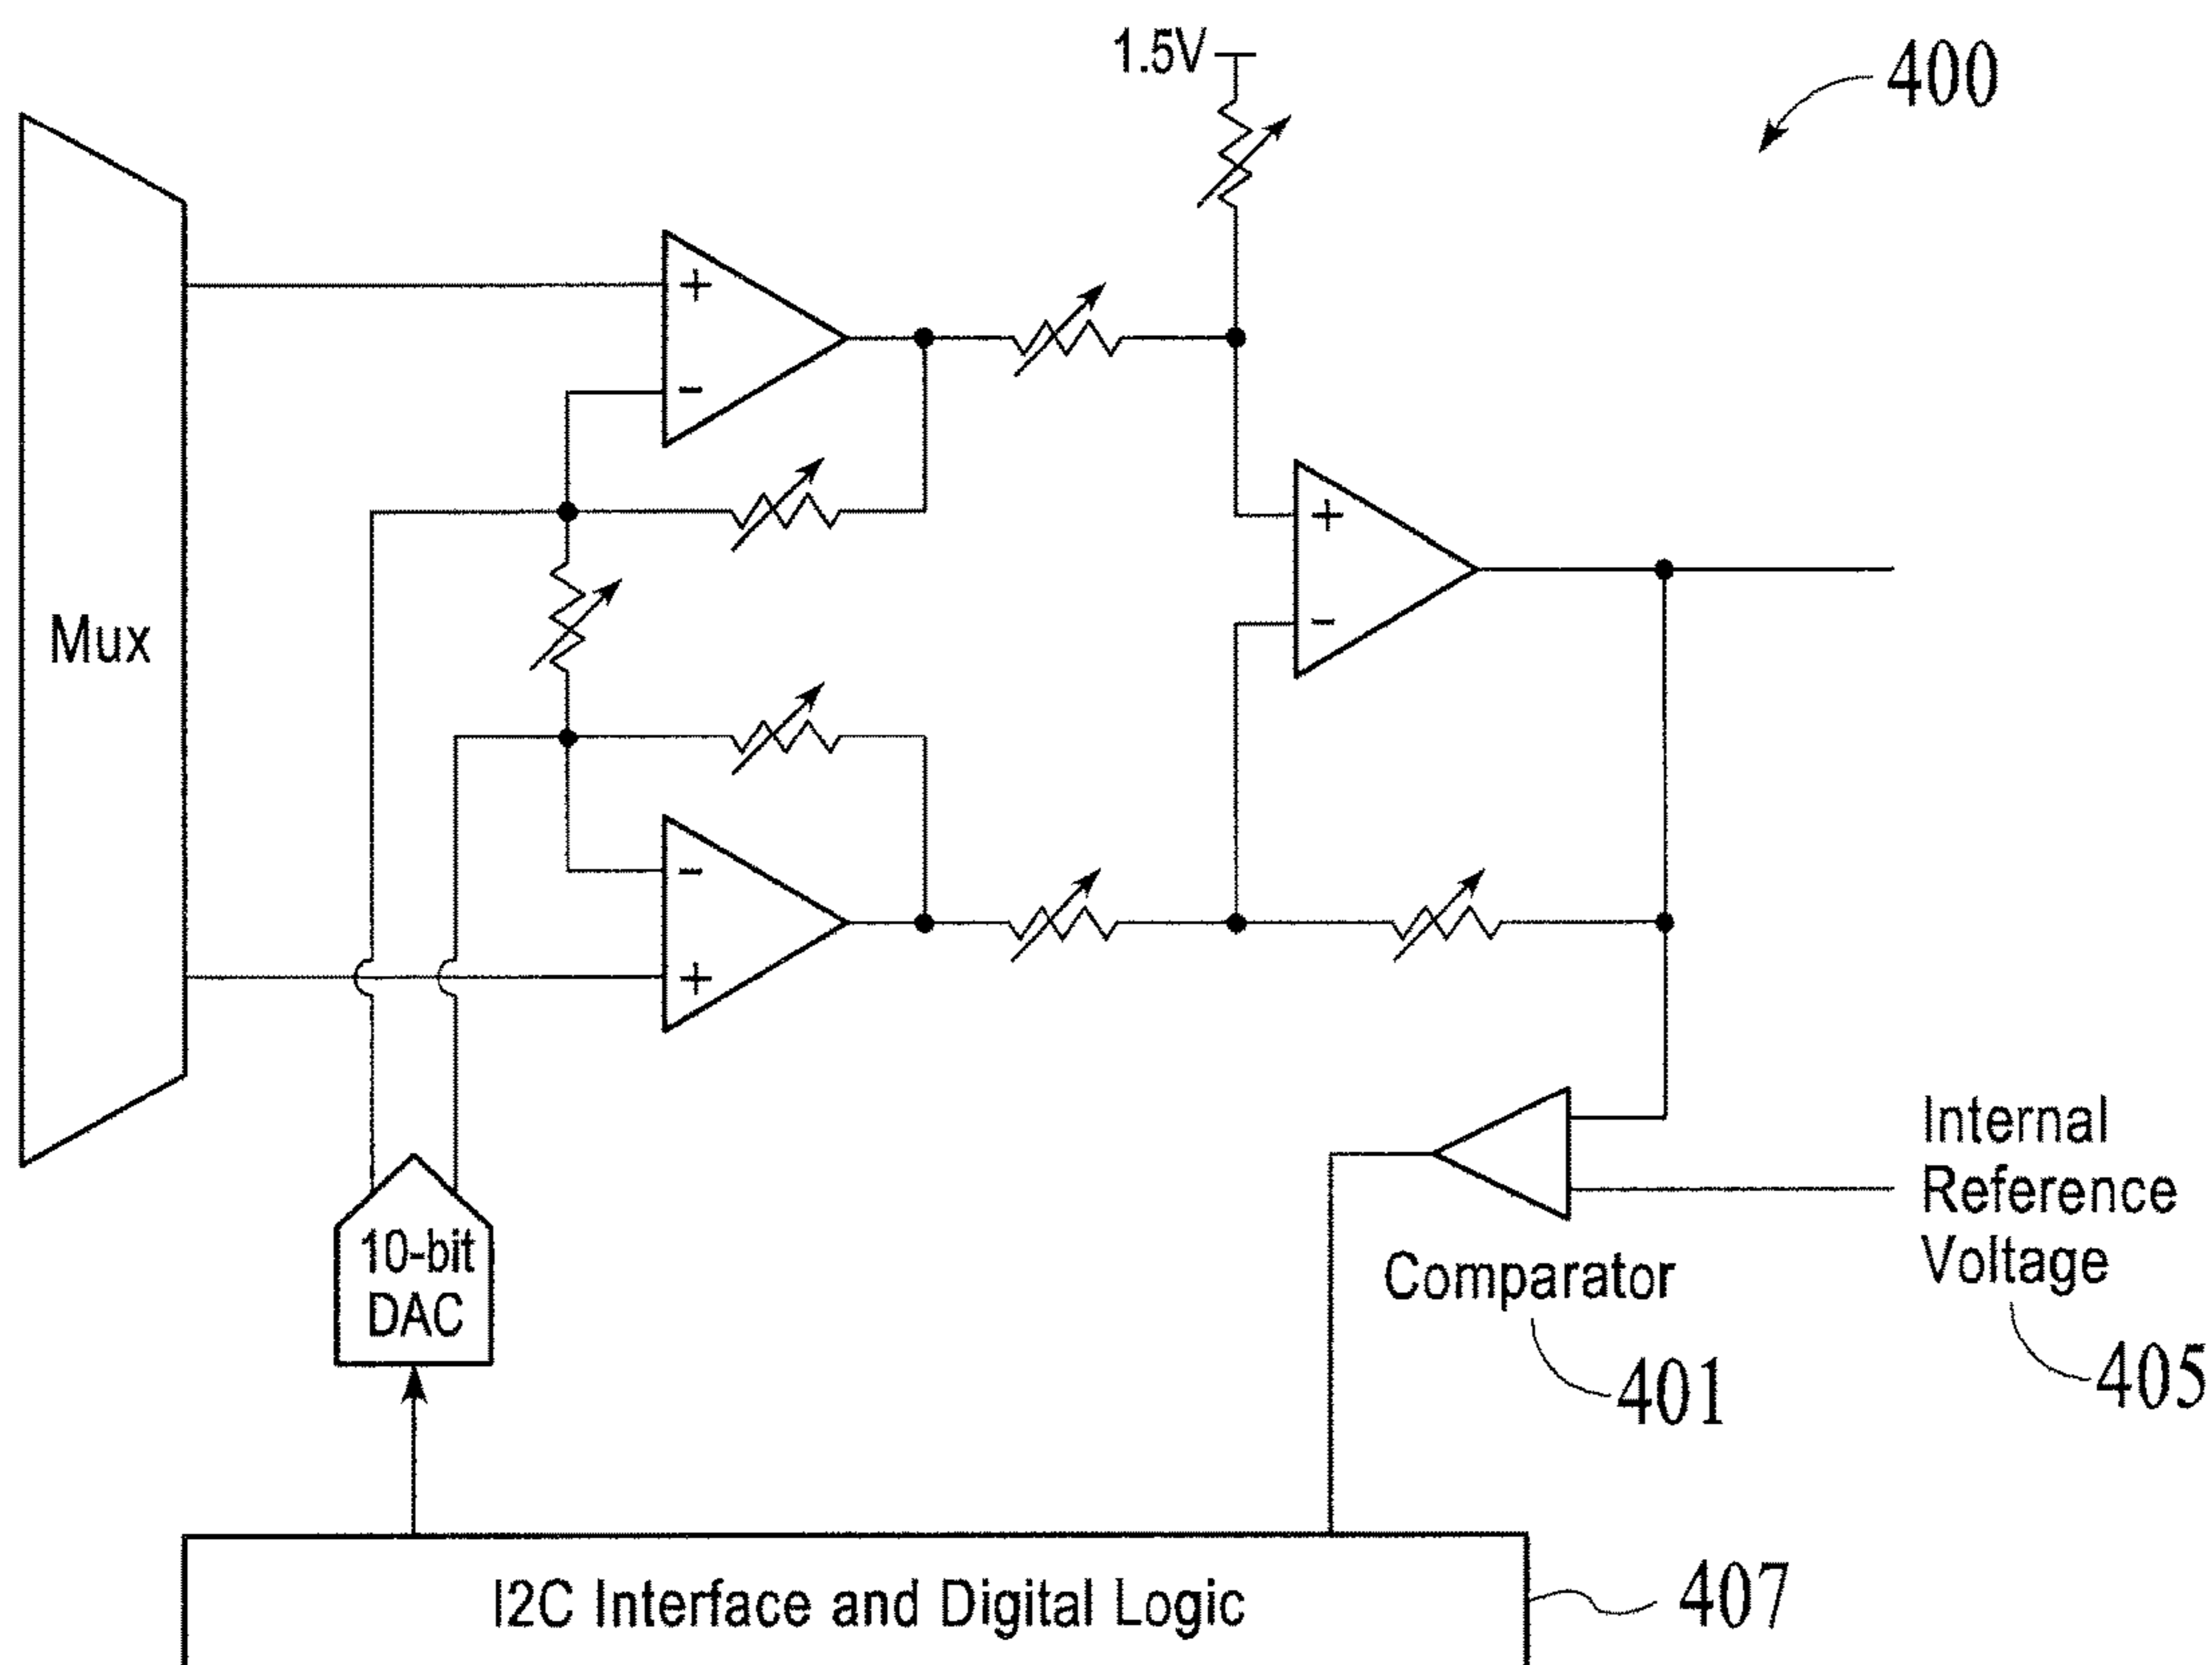 1.5V
400
+
-
Mux
+
-
-
+
10-bit
DAC
Internal
Reference
Voltage
405
Comparator
401
I2C Interface and Digital Logic
407